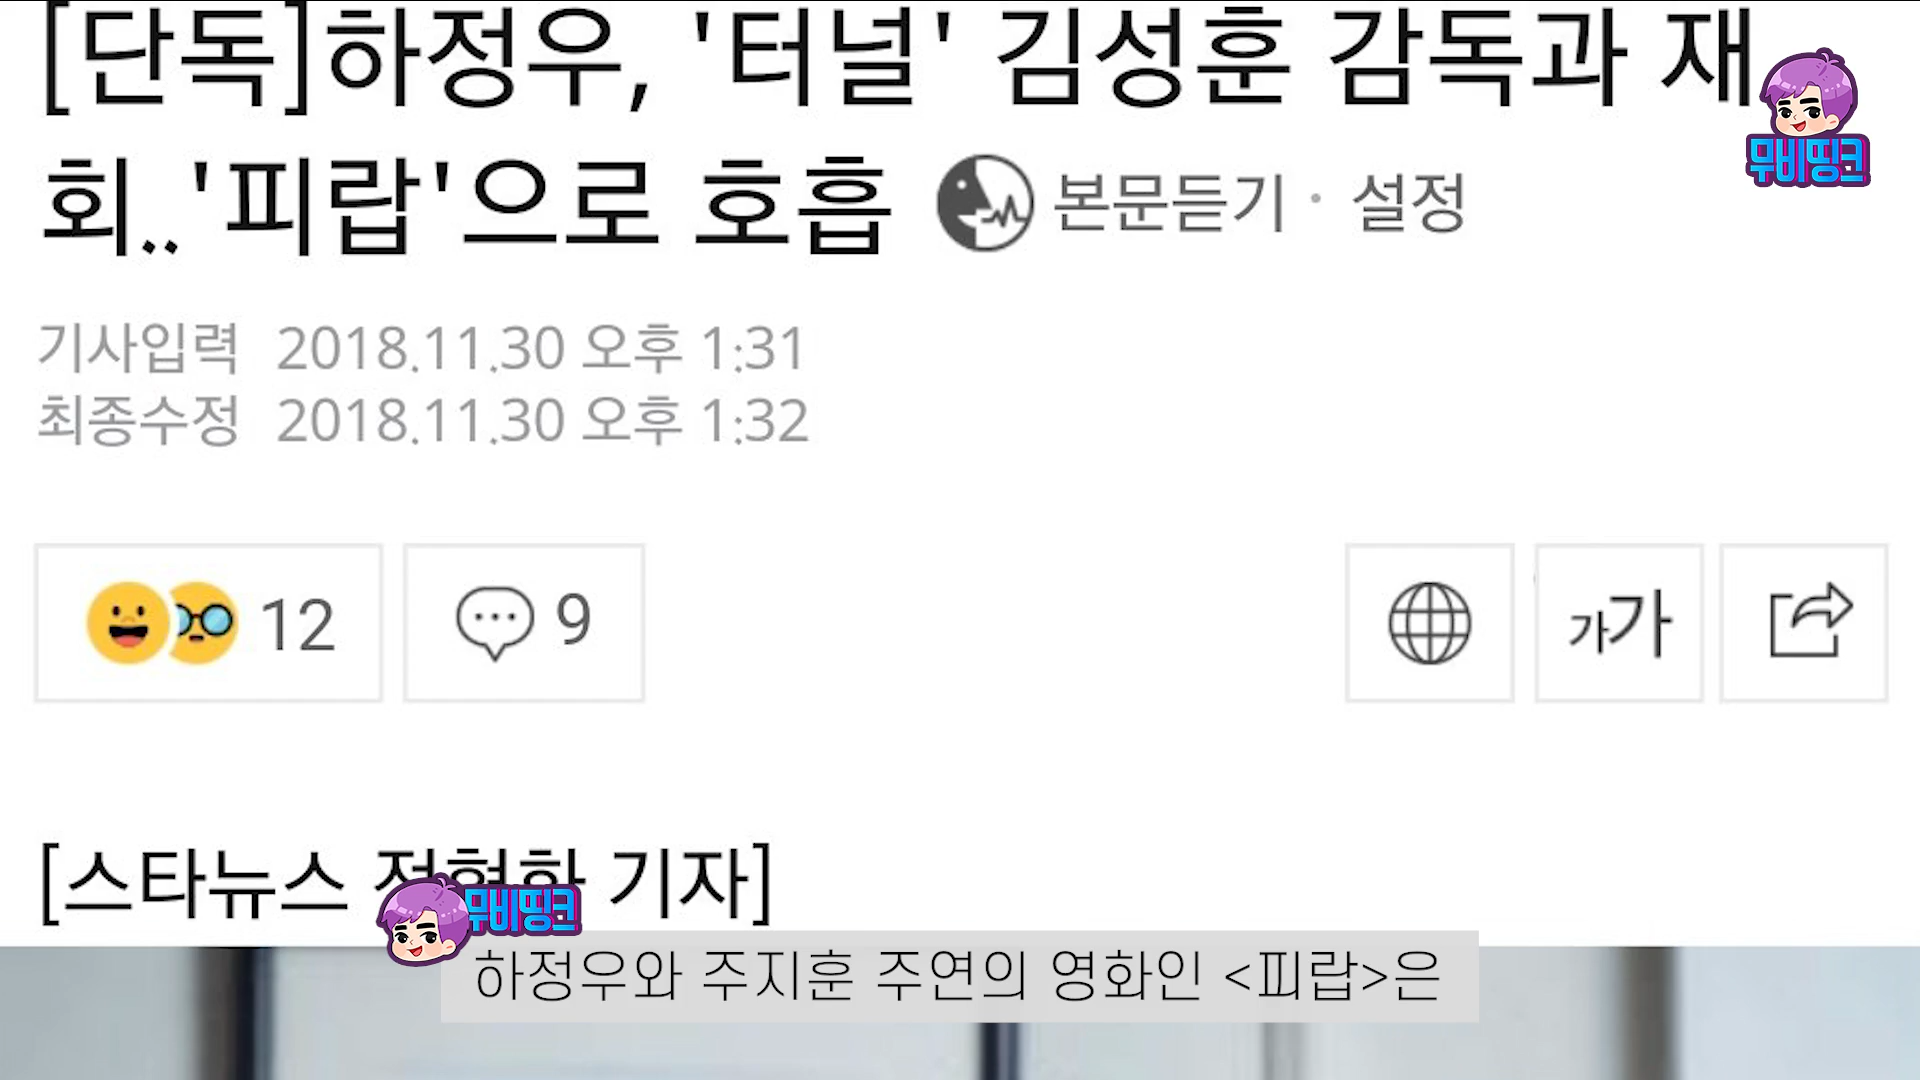 [단독]하정우, '터널' 김성훈 감독과 재
회..'피랍'으로 호흡 본문듣기 · 설정
무비띵크
기사입력 2018.11.30 오후 1:31
최종수정 2018.11.30 오후 1:32
12 9 가가
[스타뉴스 기자]
무비띵크
하정우와 주지훈 주연의 영화인 <피랍>은